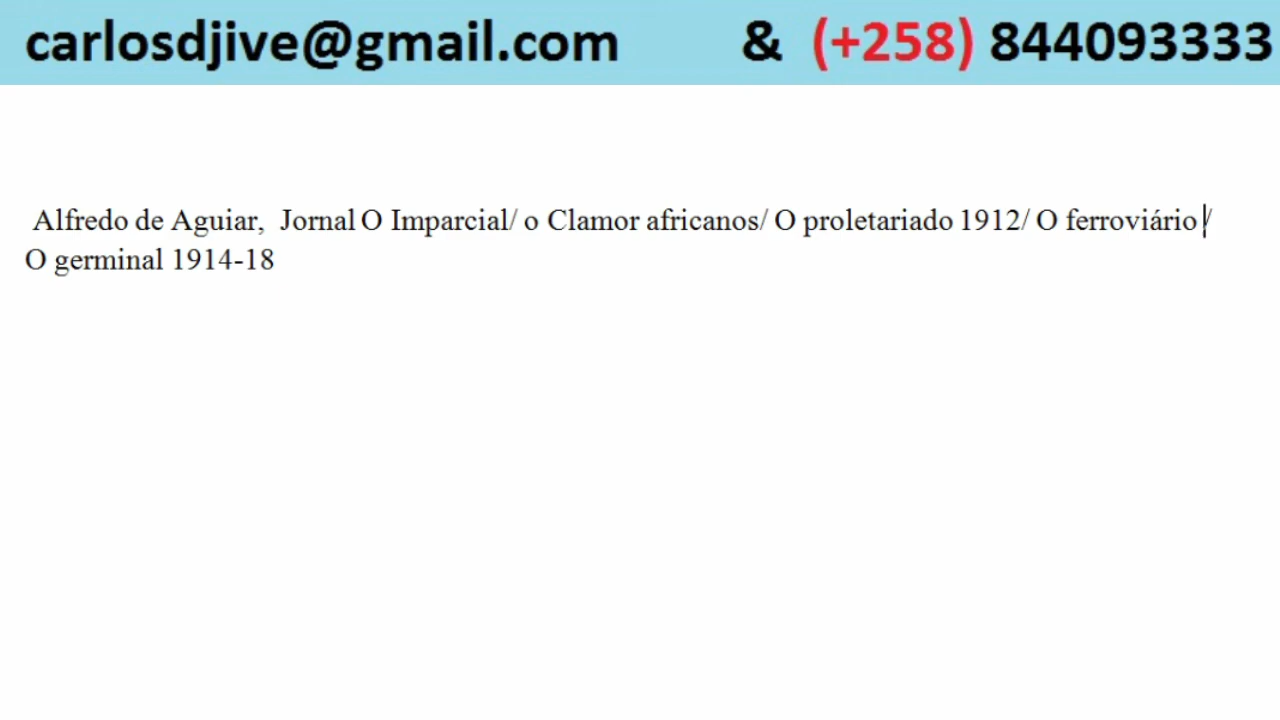 carlosdjive@gmail.com & (+258) 844093333
Alfredo de Aguiar, Jornal O Imparcial/ o Clamor africanos/ O proletariado 1912/ O ferroviário /
O germinal 1914-18